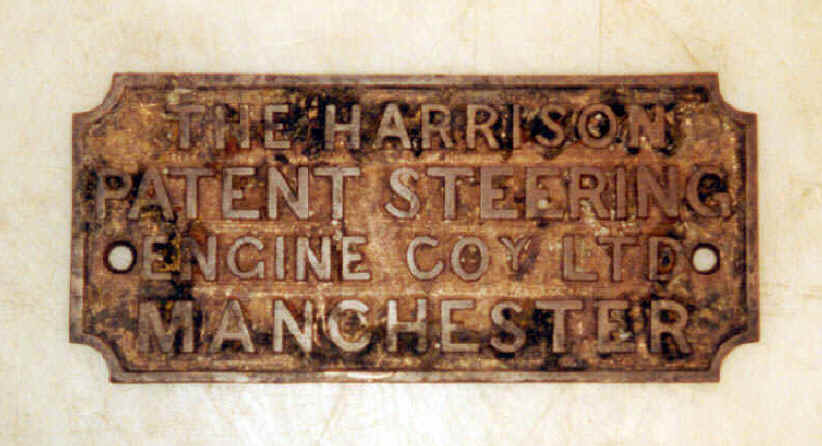 THE HARRISON
PATENT STEERING
ENGINE COY LTD
MANCHESTER